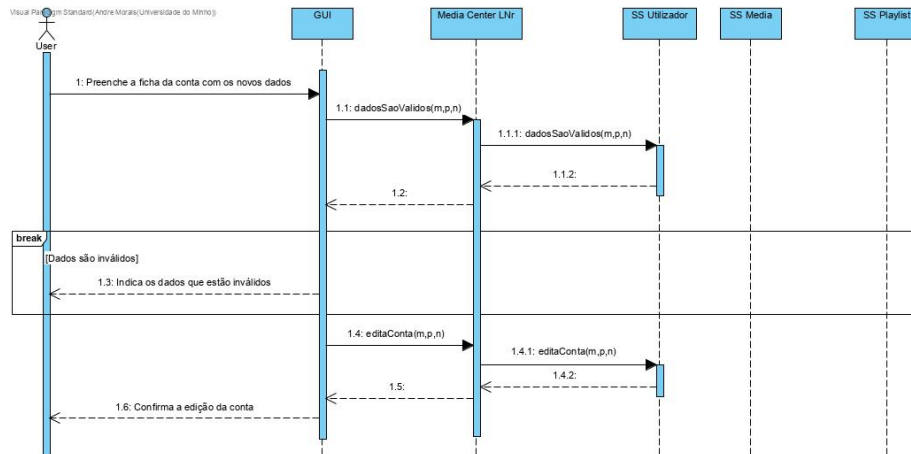 Visual Paradigm Standard(Andre Morais(Universidade do Minho))
User
GUI
Media Center LNr
SS Utilizador
SS Media
SS Playlist
1: Preenche a ficha da conta com os novos dados
1.1: dadosSaoValidos(m,p,n)
1.1.1: dadosSaoValidos(m,p,n)
1.1.2:
1.2:
break
[Dados são inválidos]
1.3: Indica os dados que estão inválidos
1.4: editaConta(m,p,n)
1.4.1: editaConta(m,p,n)
1.4.2:
1.5:
1.6: Confirma a edição da conta